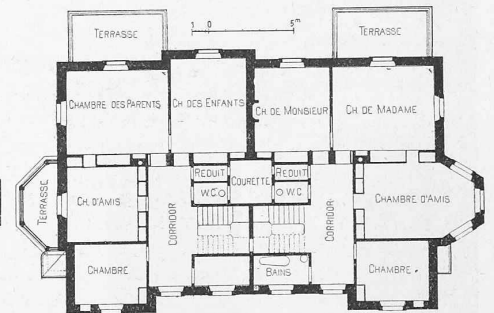 TERRASSE
1 0 5m
TERRASSE
CHAMBRE DES PARENTS
CH. DES ENFANTS
CH. DE MONSIEUR
CH. DE MADAME
REDUIT
COURETTE
REDUIT
W.C.
W.C.
TERRASSE
CH. D'AMIS
CORRIDOR
CORRIDOR
CHAMBRE D'AMIS
CHAMBRE
BAINS
CHAMBRE